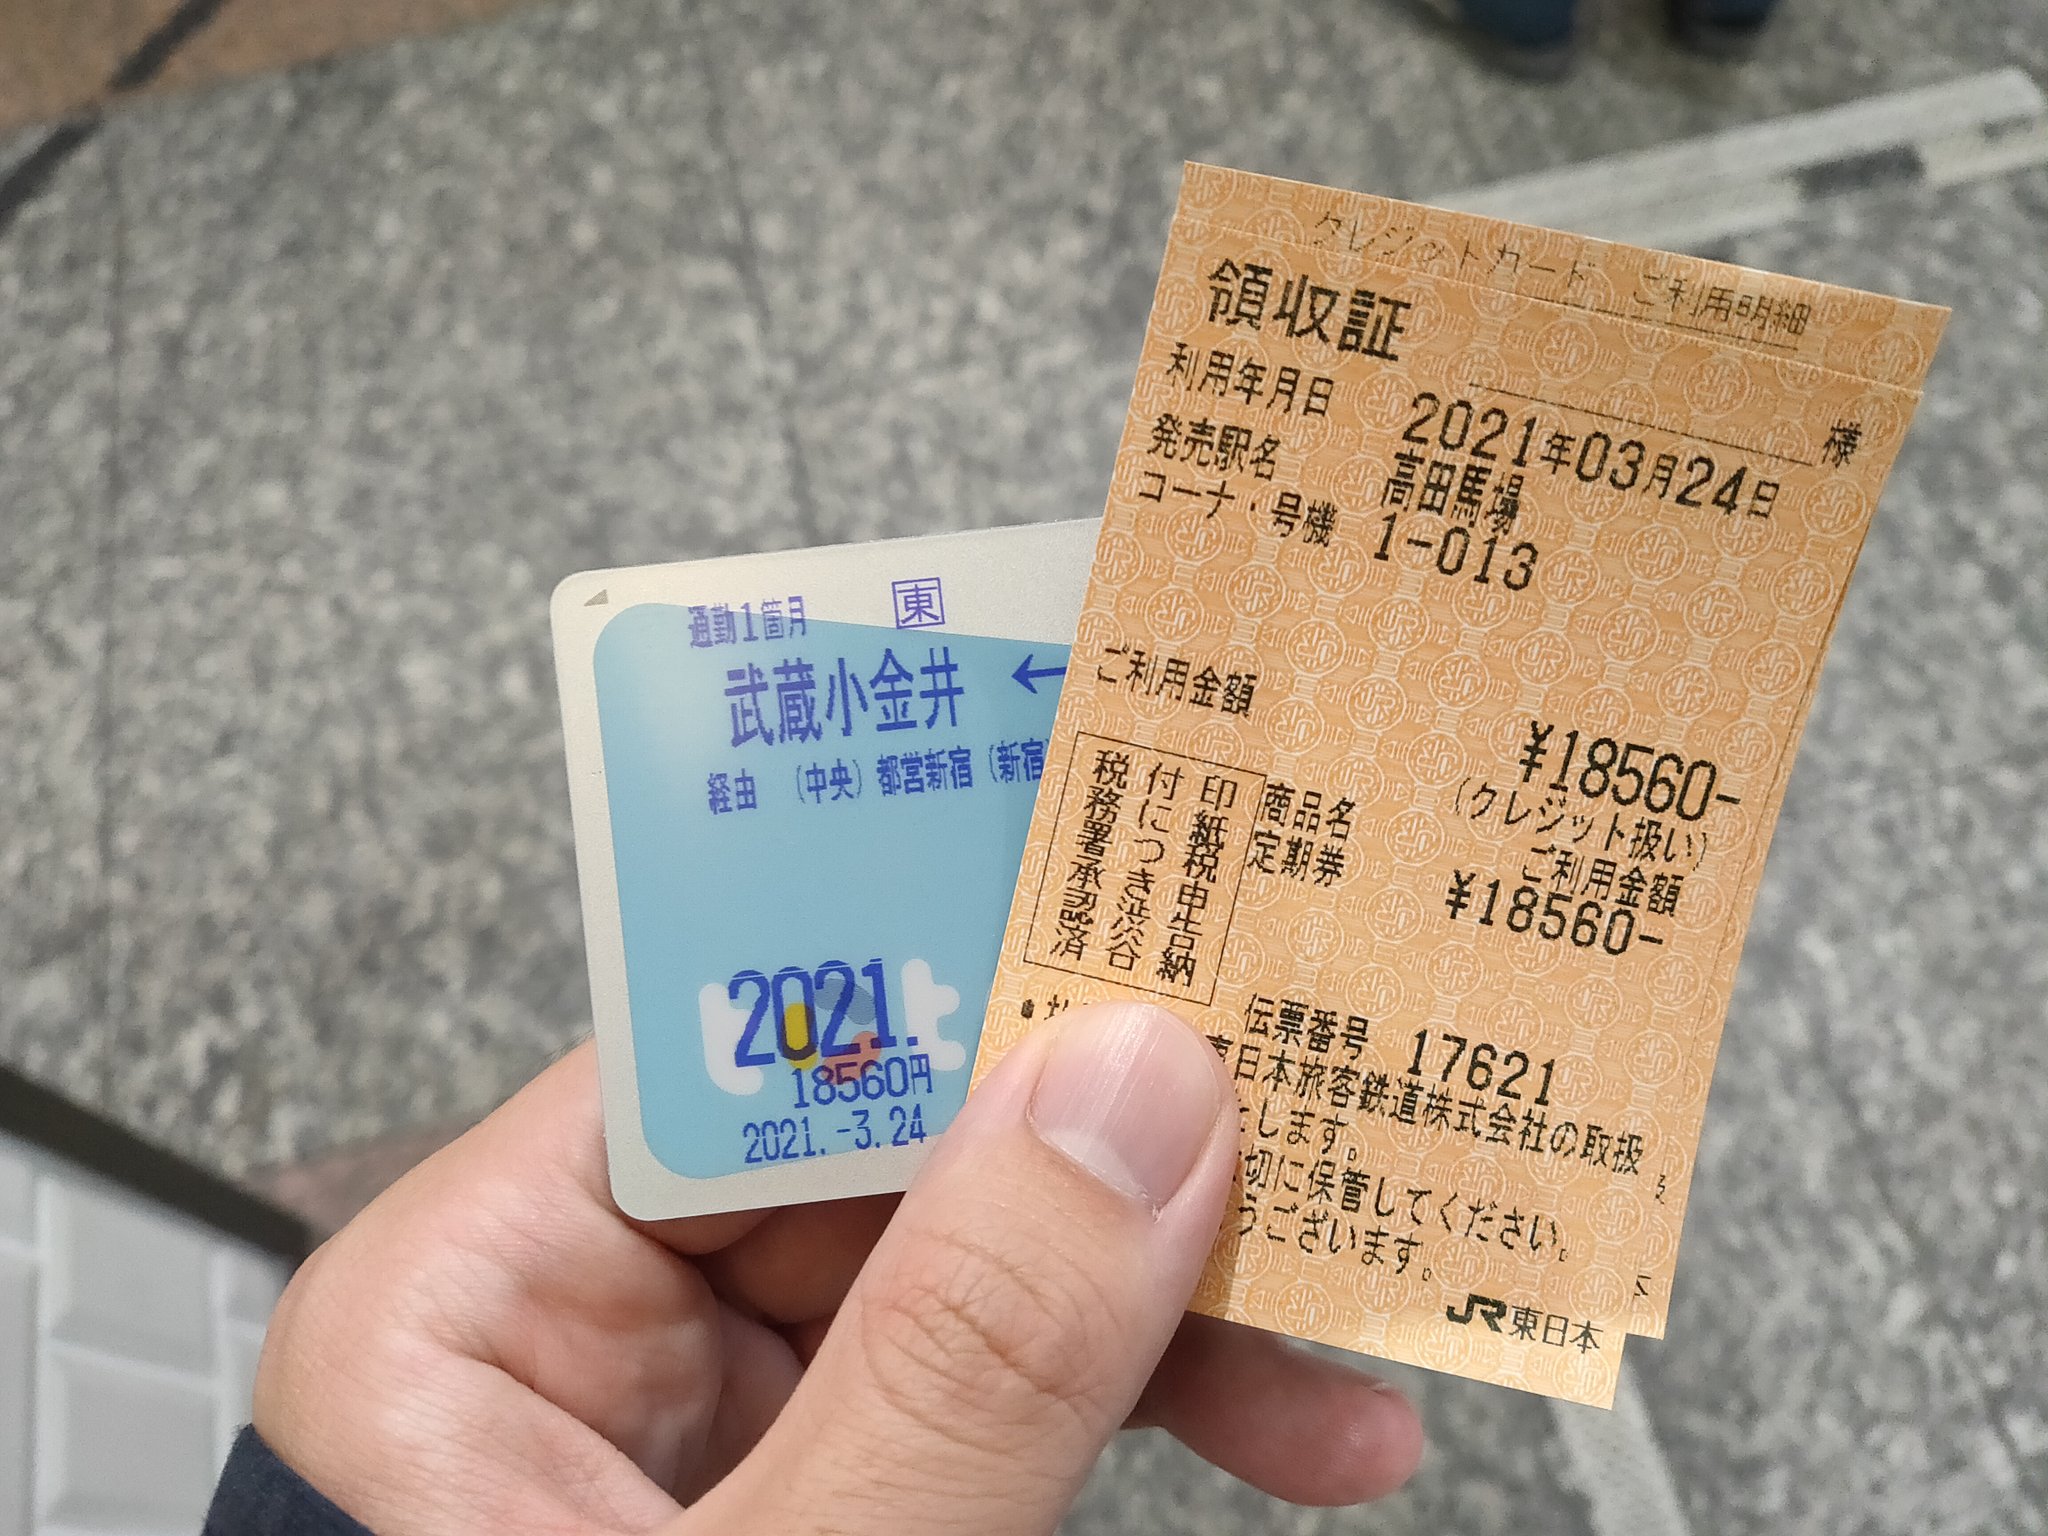 通勤1箇月 東
武蔵小金井 ←
経由 (中央) 都営新宿 (新宿
2021.
18560円
2021.-3.24
クレジットカード ご利用明細
領収証
様
利用年月日 2021年03月24日
発売駅名 高田馬場
コーナ・号機 1-013
ご利用金額 ¥18560-
(クレジット扱い)
商品名 ご利用金額
定期券 ¥18560-
印紙税申告納
付につき渋谷
税務署承認済
伝票番号 17621
東日本旅客鉄道株式会社の取扱
とします。
切に保管してください。
うございます。
JR東日本